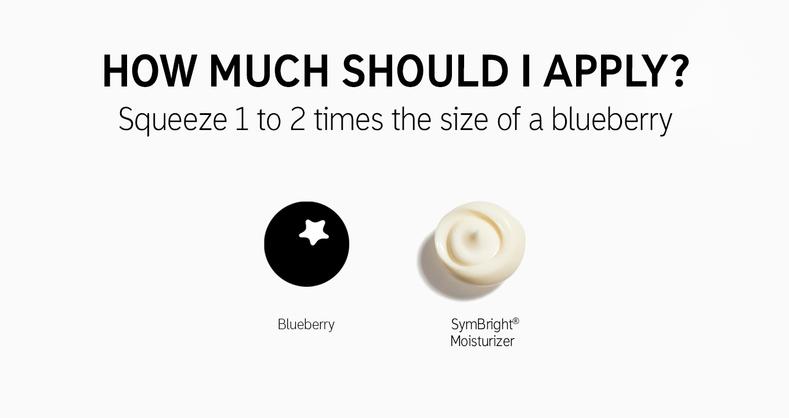 HOW MUCH SHOULD I APPLY?
Squeeze 1 to 2 times the size of a blueberry
Blueberry
SymBright®
Moisturizer